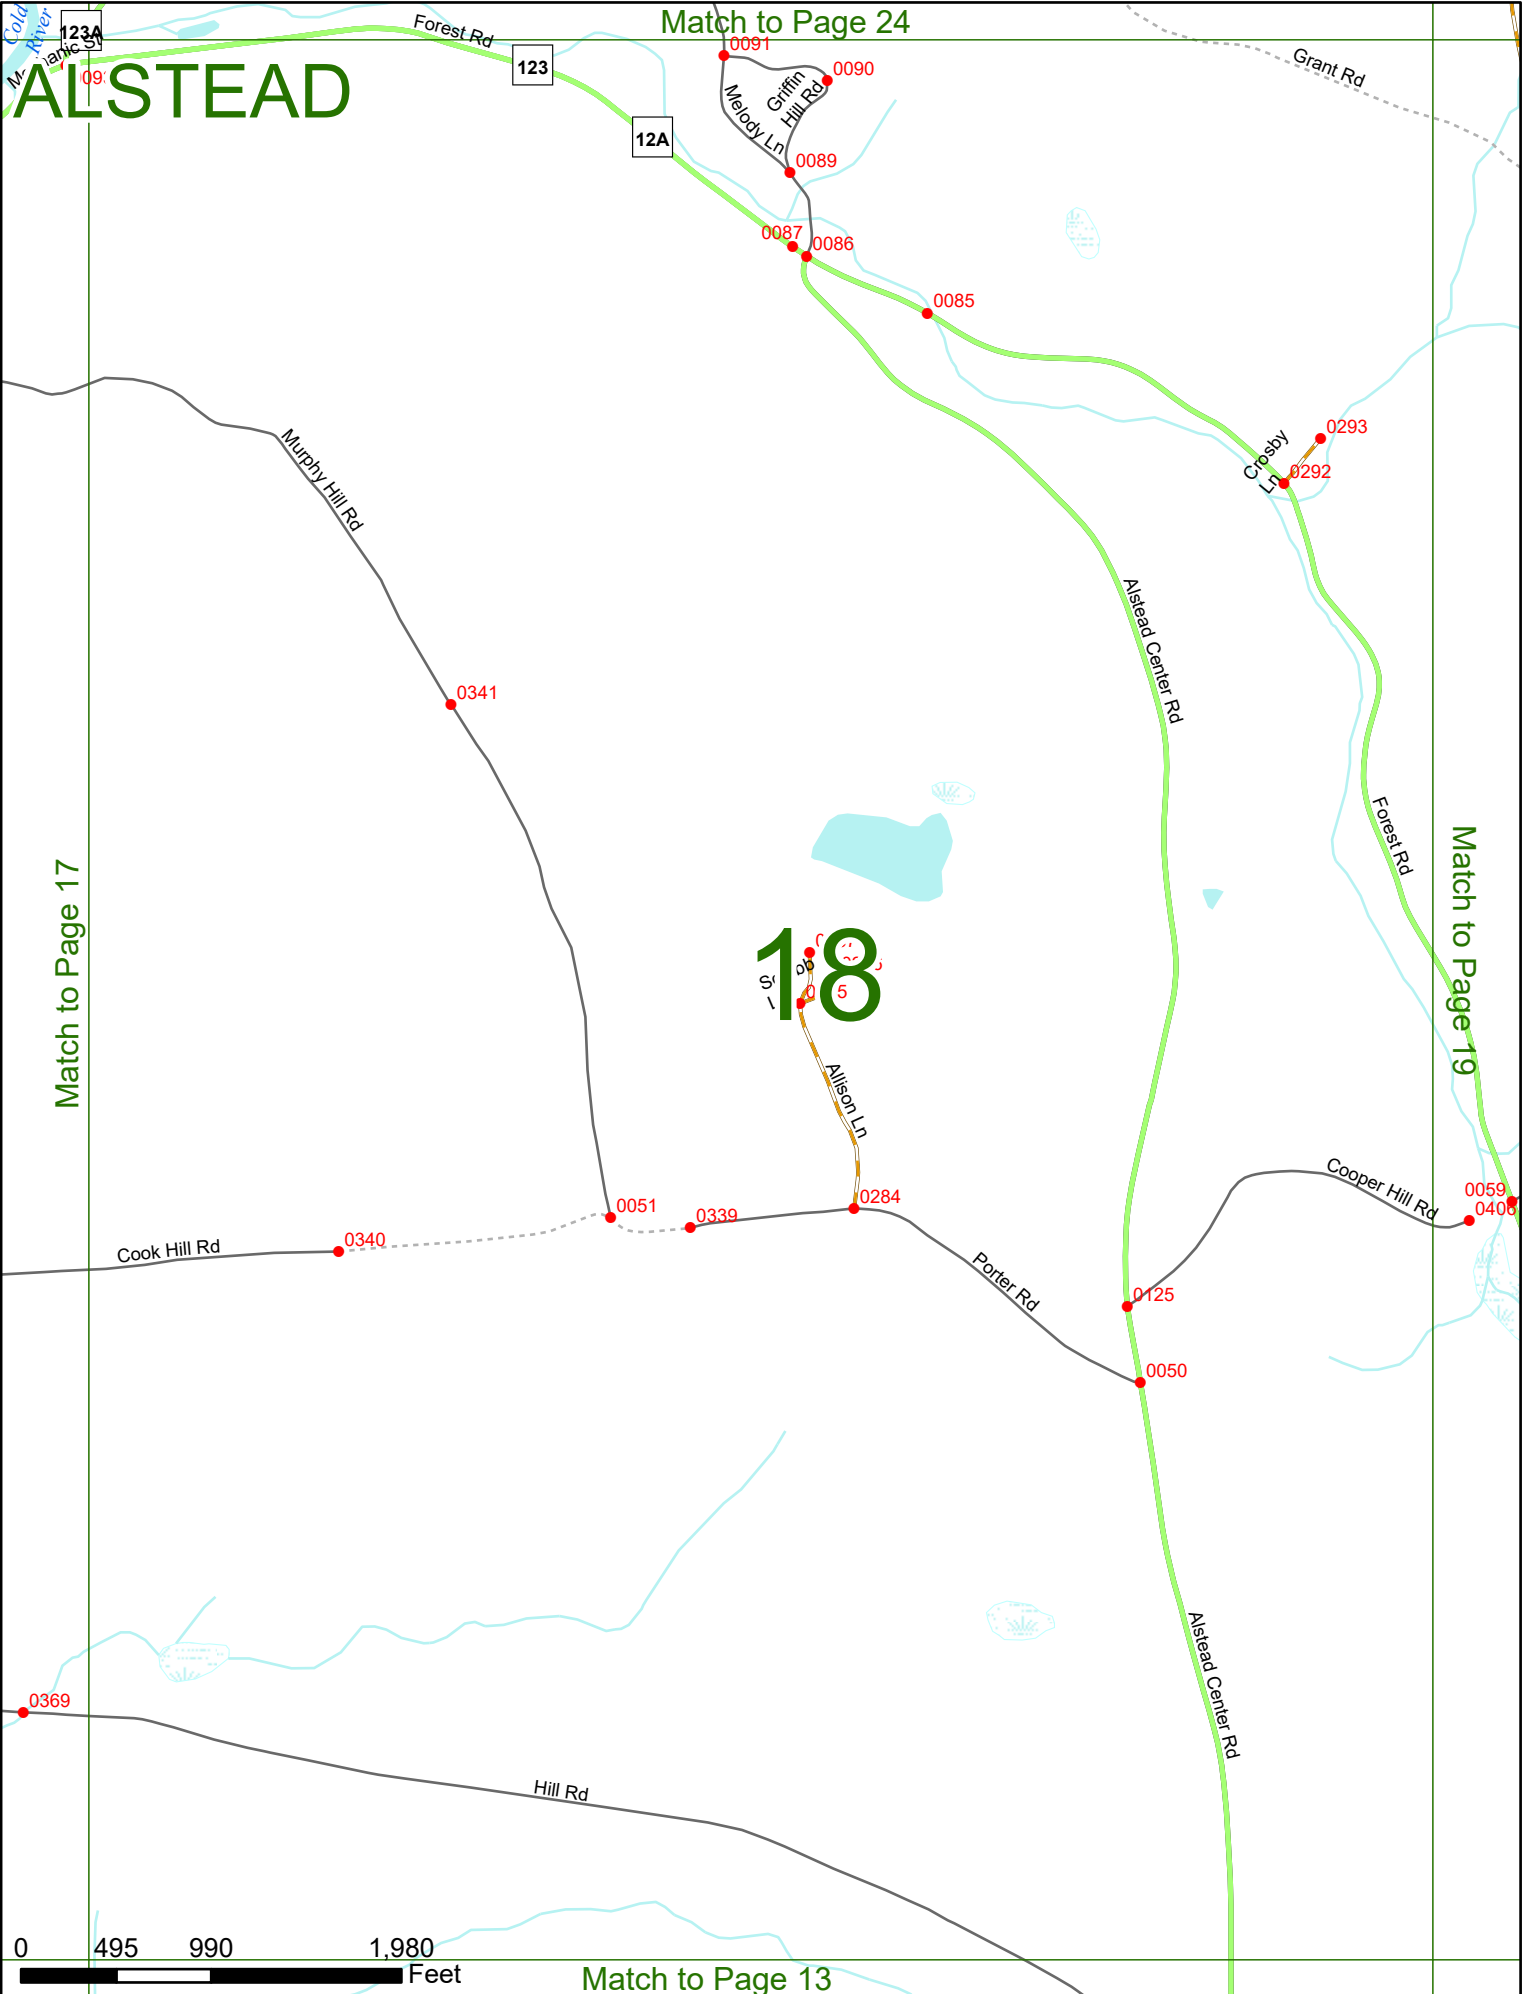 Match to Page 24
Cold
River
123A
Forest Rd
123
12A
ALSTEAD
0091
0090
Griffin
Hill Rd
Melody Ln
0089
Grant Rd
0087
0086
0085
0293
Crosby
Ln
0292
Murphy Hill Rd
Alstead Center Rd
0341
Forest Rd
Match to Page 17
Match to Page 19
18
Allison Ln
Cooper Hill Rd
0059
0406
0284
0051
0339
0340
Cook Hill Rd
Porter Rd
0125
0050
Alstead Center Rd
0369
Hill Rd
0 495 990 1,980
Feet
Match to Page 13